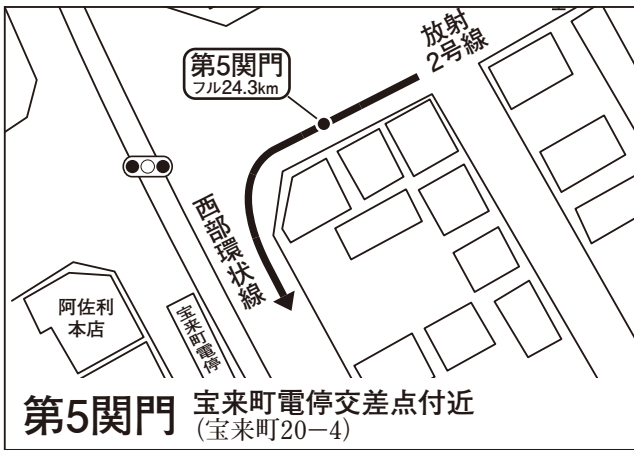 放射
2号線
第5関門
フル24.3km
西部環状線
阿佐利
本店
宝来町電停
第5関門
宝来町電停交差点付近
(宝来町20−4)